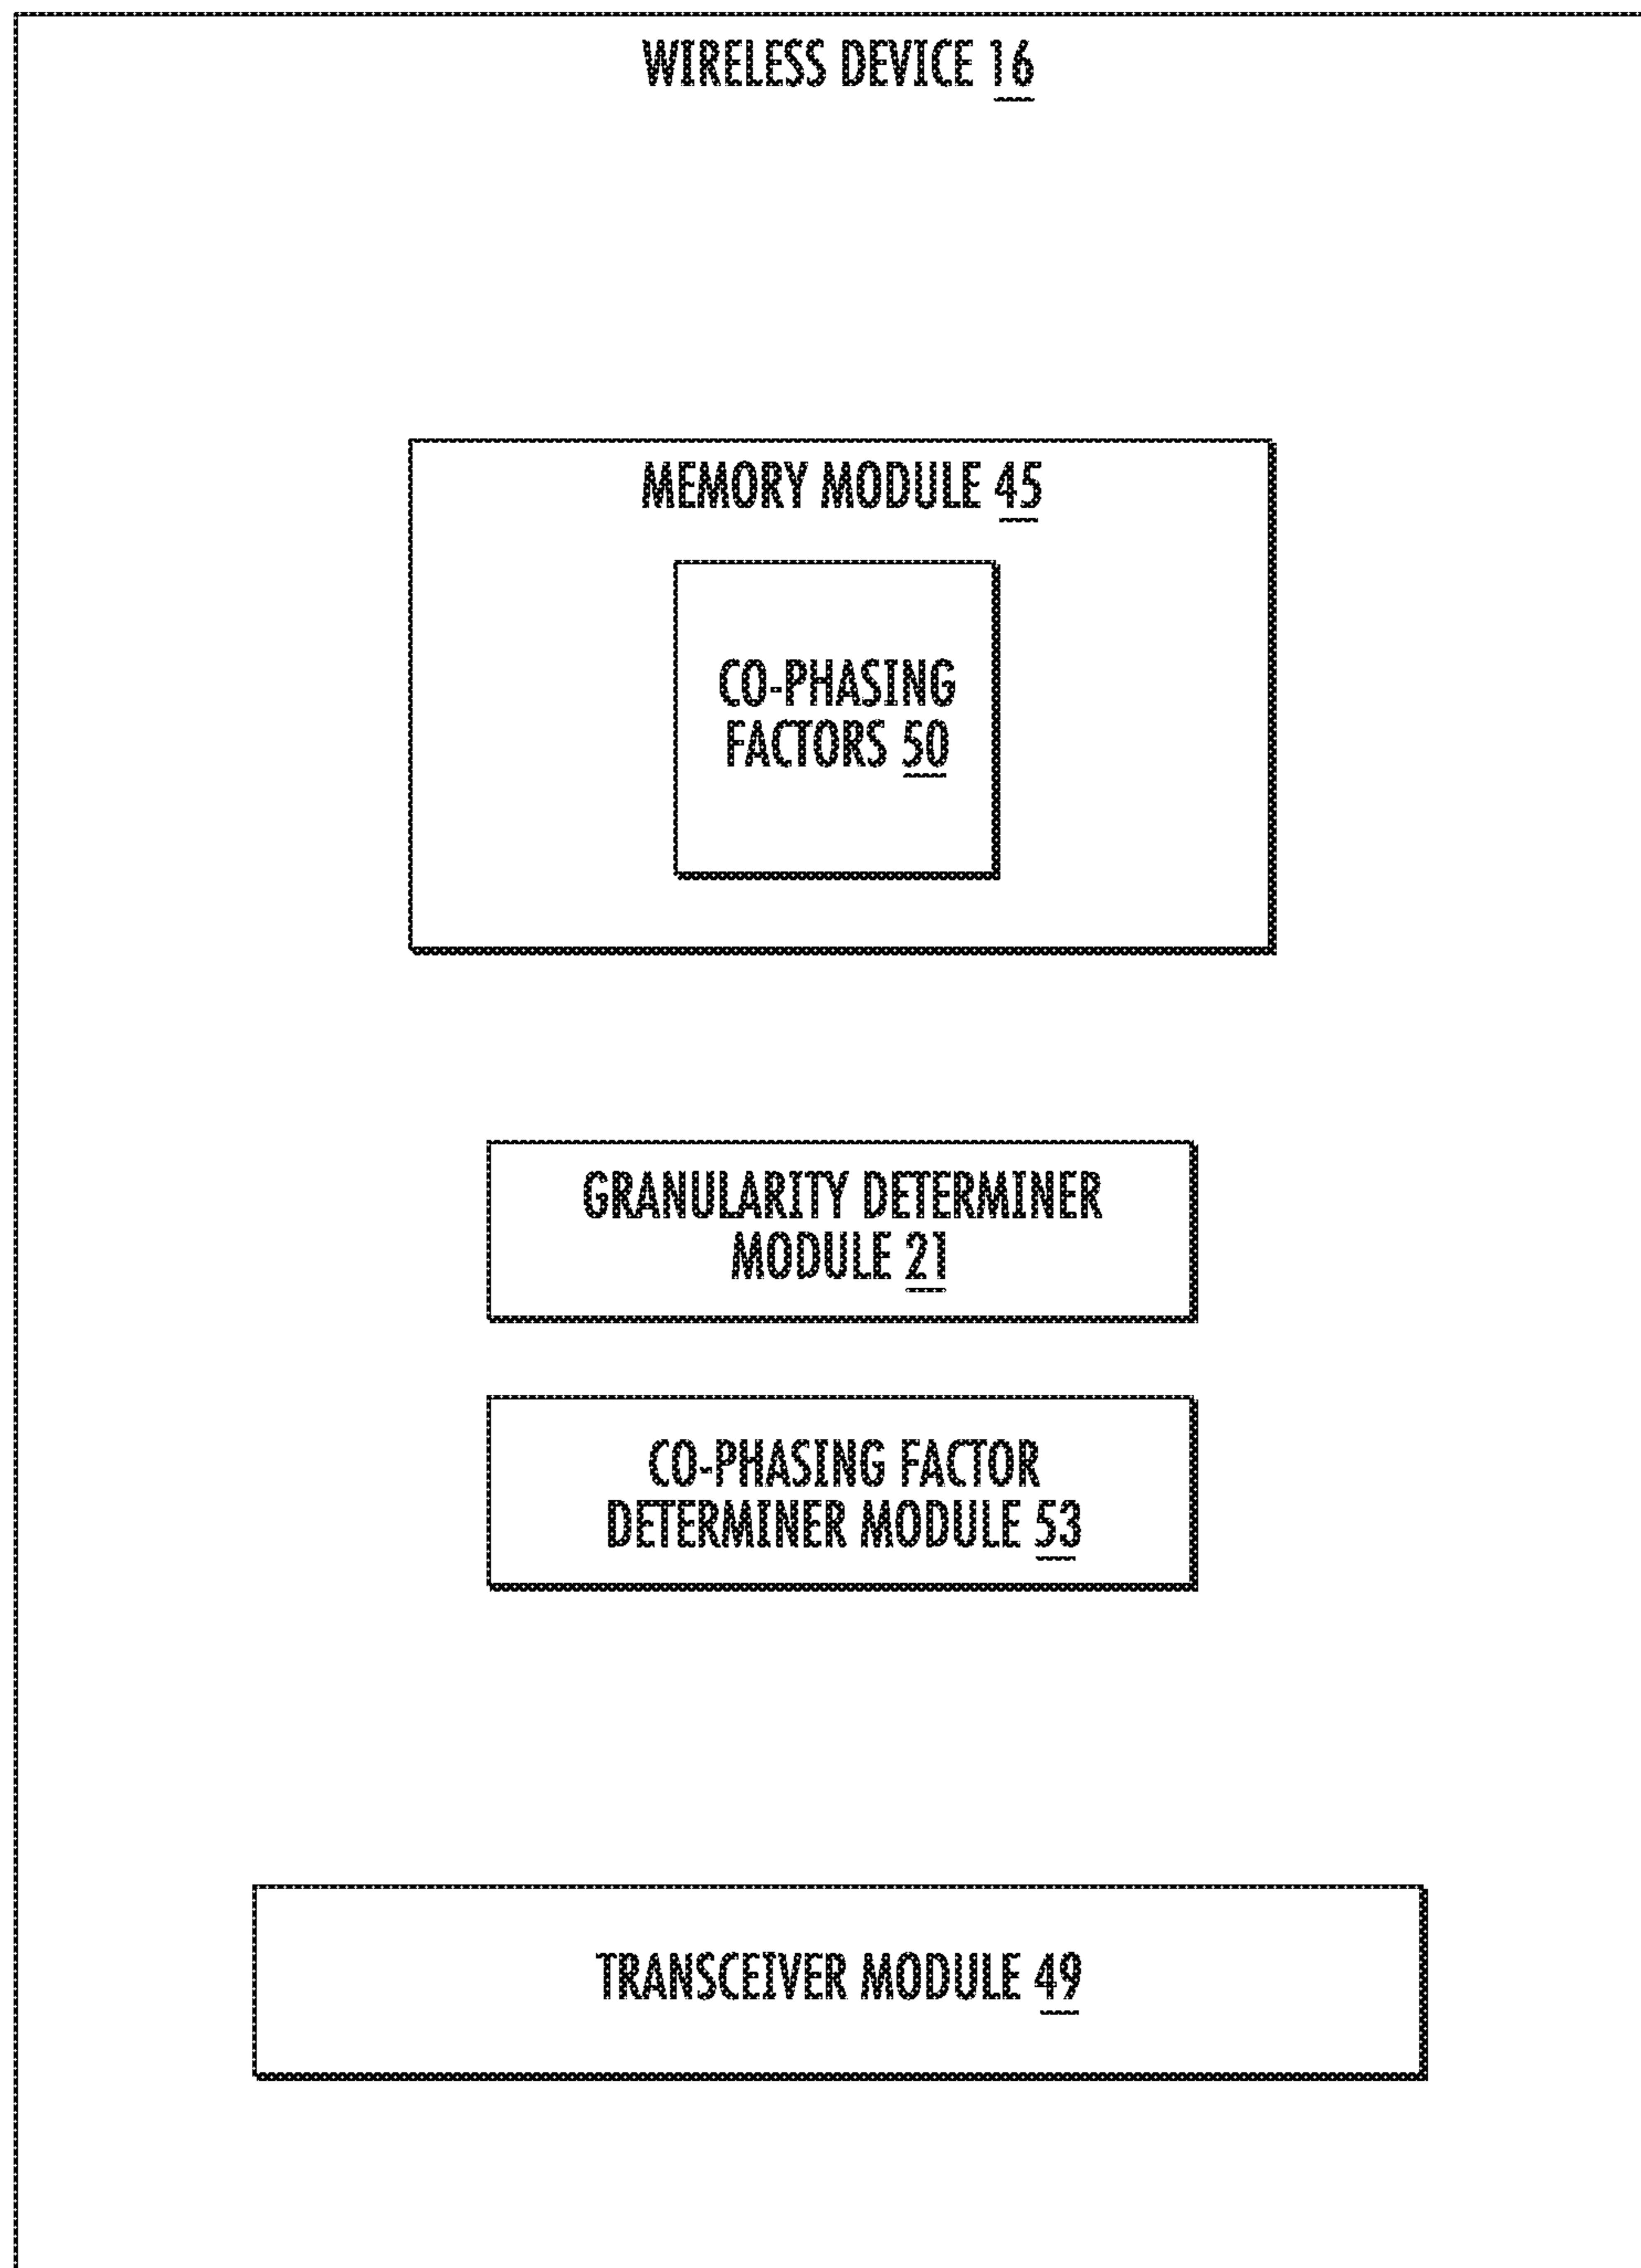 WIRELESS DEVICE 16
MEMORY MODULE 45
CO-PHASING
FACTORS 50
GRANULARITY DETERMINER
MODULE 21
CO-PHASING FACTOR
DETERMINER MODULE 53
TRANSCEIVER MODULE 49